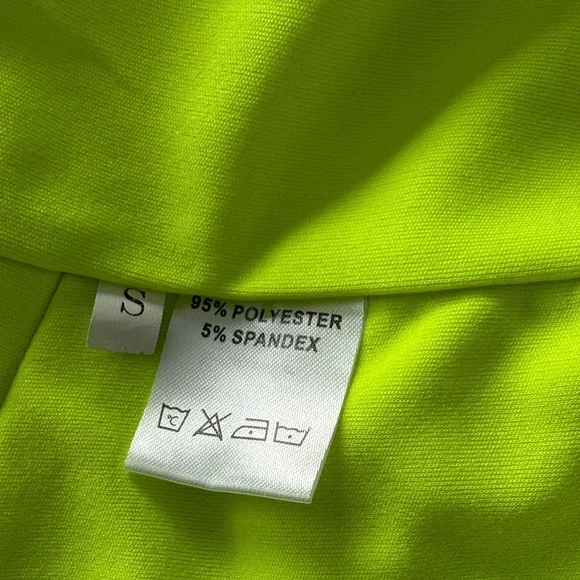 S
95% POLYESTER
5% SPANDEX
°C